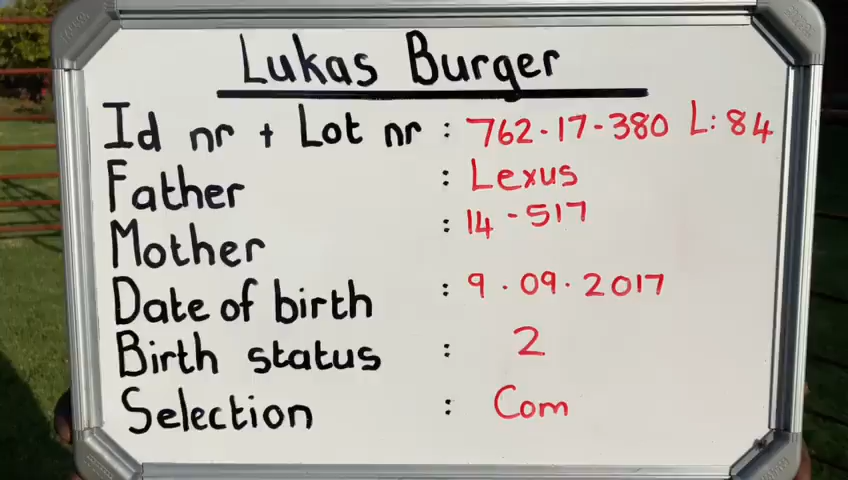 Lukas Burger
Id nr + Lot nr : 762-17-380 L: 84
Father : Lexus
Mother : 14-517
Date of birth : 9.09.2017
Birth status : 2
Selection : Com